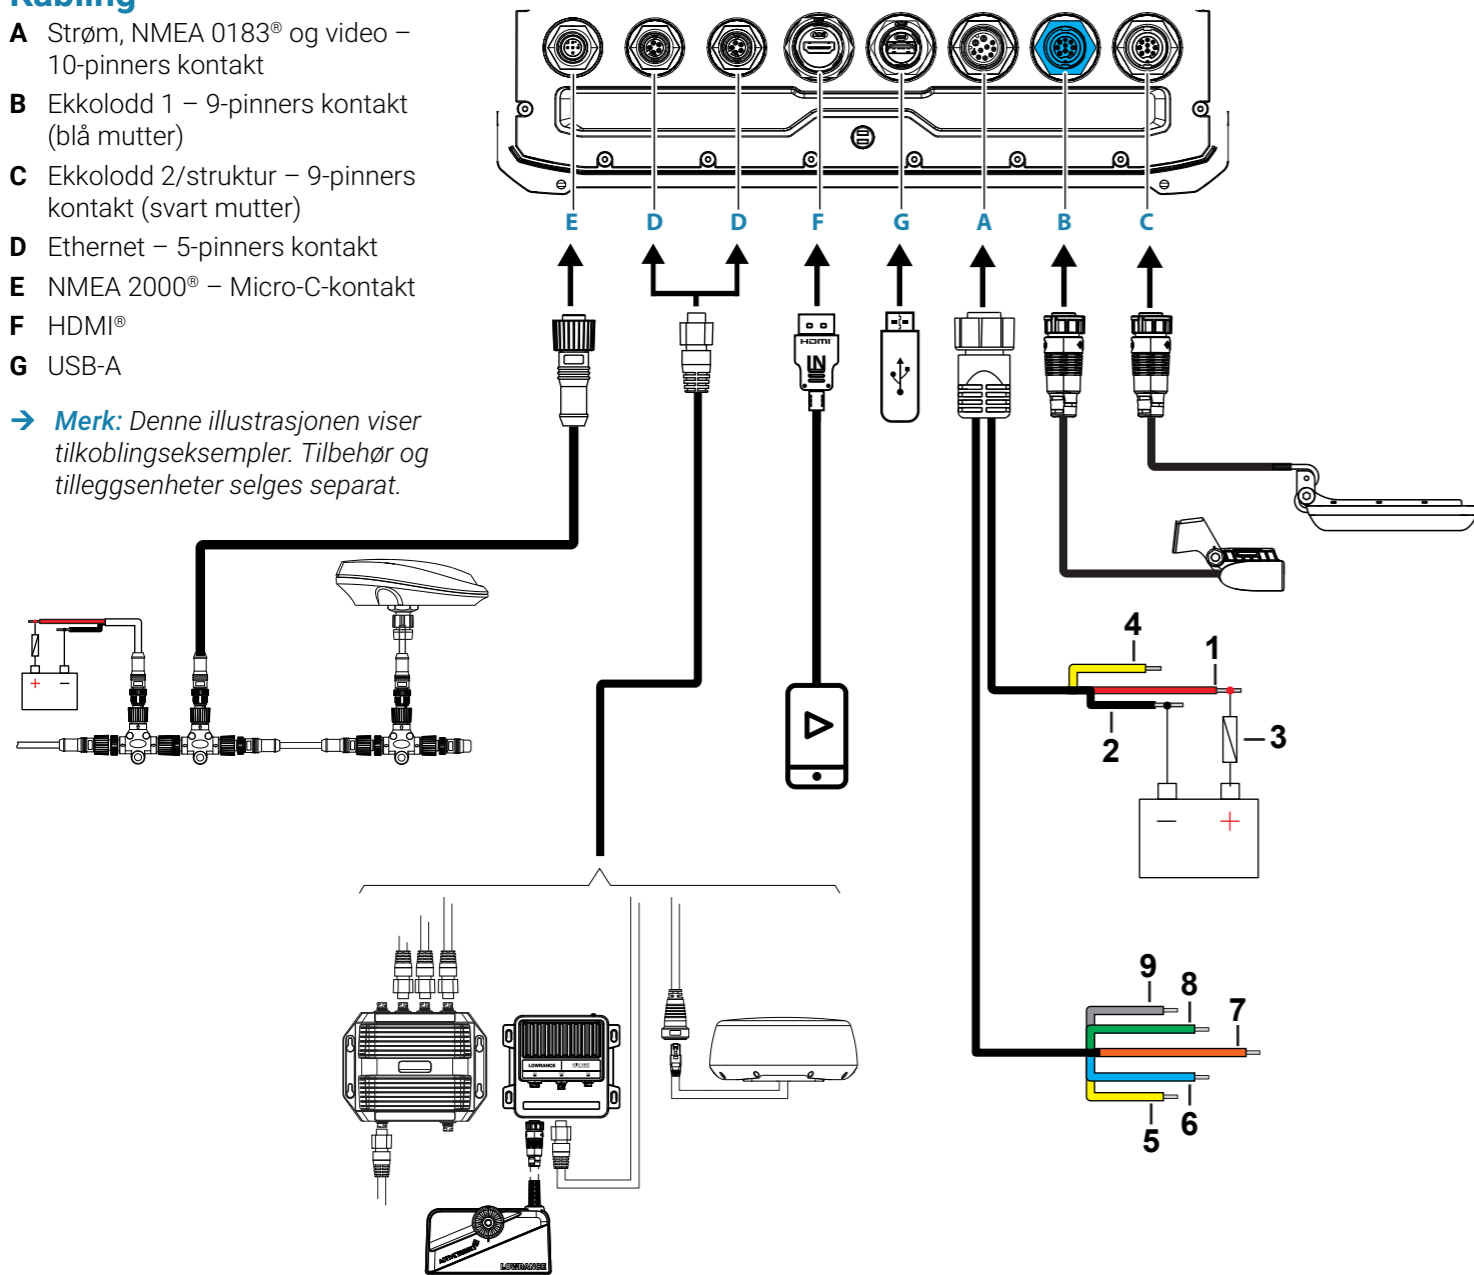 Kabling
A Strøm, NMEA 0183® og video –
10-pinners kontakt
B Ekkolodd 1 – 9-pinners kontakt
(blå mutter)
C Ekkolodd 2/struktur – 9-pinners
kontakt (svart mutter)
D Ethernet – 5-pinners kontakt
E NMEA 2000® – Micro-C-kontakt
F HDMI®
G USB-A
→ Merk: Denne illustrasjonen viser
tilkoblingseksempler. Tilbehør og
tilleggsenheter selges separat.
E D D F G A B C
HDMI
IN
4
1
2
3
+ −
− +
9
8
7
6
5
LOWRANCE
LOWRANCE